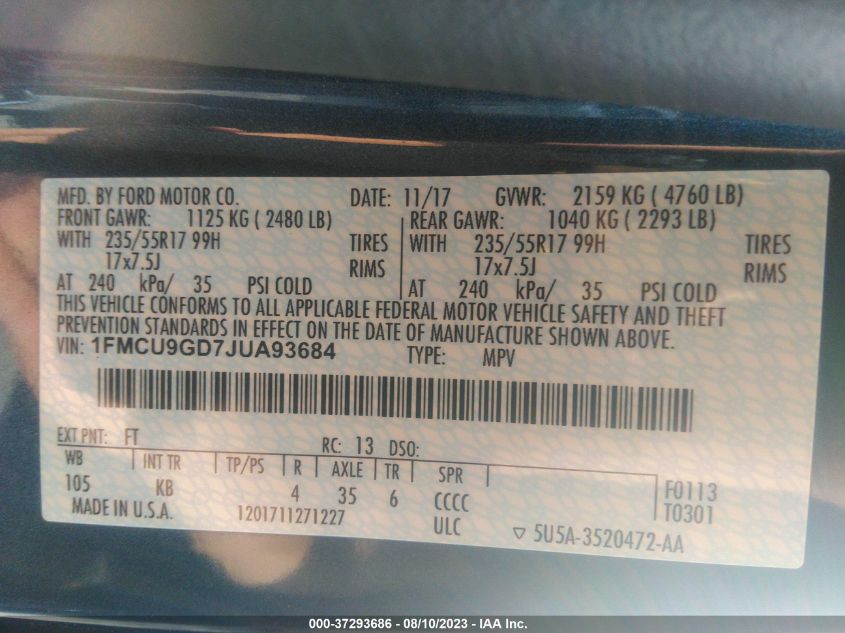 MFD. BY FORD MOTOR CO. DATE: 11/17 GVWR: 2159 KG ( 4760 LB)
FRONT GAWR: 1125 KG ( 2480 LB) REAR GAWR: 1040 KG ( 2293 LB)
WITH 235/55R17 99H TIRES WITH 235/55R17 99H TIRES
17x7.5J RIMS 17x7.5J RIMS
AT 240 kPa/ 35 PSI COLD AT 240 kPa/ 35 PSI COLD
THIS VEHICLE CONFORMS TO ALL APPLICABLE FEDERAL MOTOR VEHICLE SAFETY AND THEFT
PREVENTION STANDARDS IN EFFECT ON THE DATE OF MANUFACTURE SHOWN ABOVE.
VIN: 1FMCU9GD7JUA93684 TYPE: MPV
EXT PNT: FT RC: 13 DSO:
WB INT TR TP/PS R AXLE TR SPR
105 KB 4 35 6 CCCC F0113
MADE IN U.S.A. 1201711271227 ULC T0301
▽ 5U5A-3520472-AA
000-37293686 - 08/10/2023 - IAA Inc.